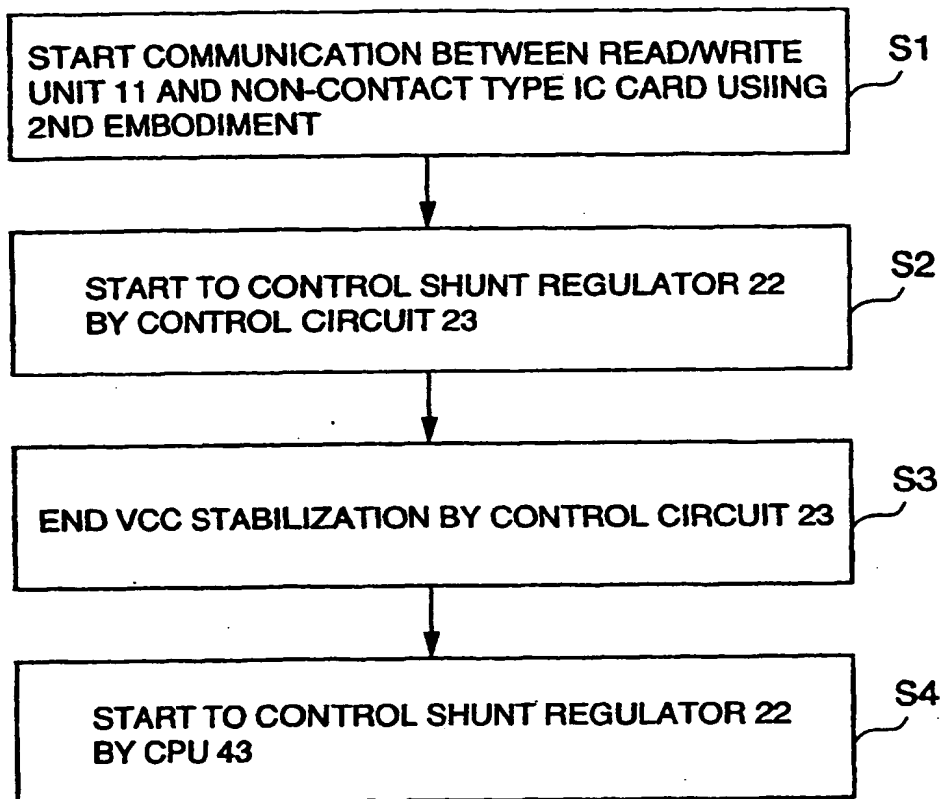 START COMMUNICATION BETWEEN READ/WRITE
UNIT 11 AND NON-CONTACT TYPE IC CARD USIING
2ND EMBODIMENT
S1
START TO CONTROL SHUNT REGULATOR 22
BY CONTROL CIRCUIT 23
S2
END VCC STABILIZATION BY CONTROL CIRCUIT 23
S3
START TO CONTROL SHUNT REGULATOR 22
BY CPU 43
S4